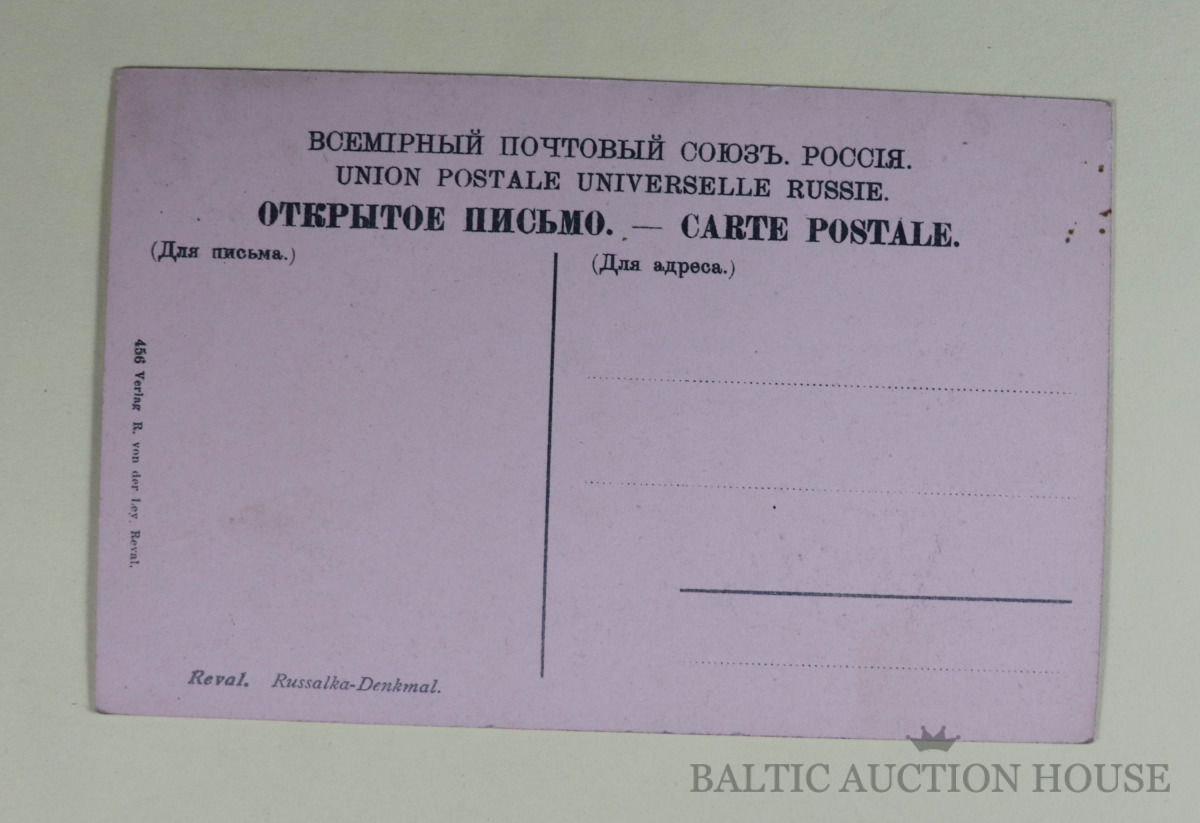 ВСЕМІРНЫЙ ПОЧТОВЫЙ СОЮЗЪ. РОССІЯ.
UNION POSTALE UNIVERSELLE RUSSIE.
ОТКРЫТОЕ ПИСЬМО. — CARTE POSTALE.
(Для письма.)
(Для адреса.)
456 Verlag R. von der Ley, Reval.
Reval. Russalka-Denkmal.
BALTIC AUCTION HOUSE